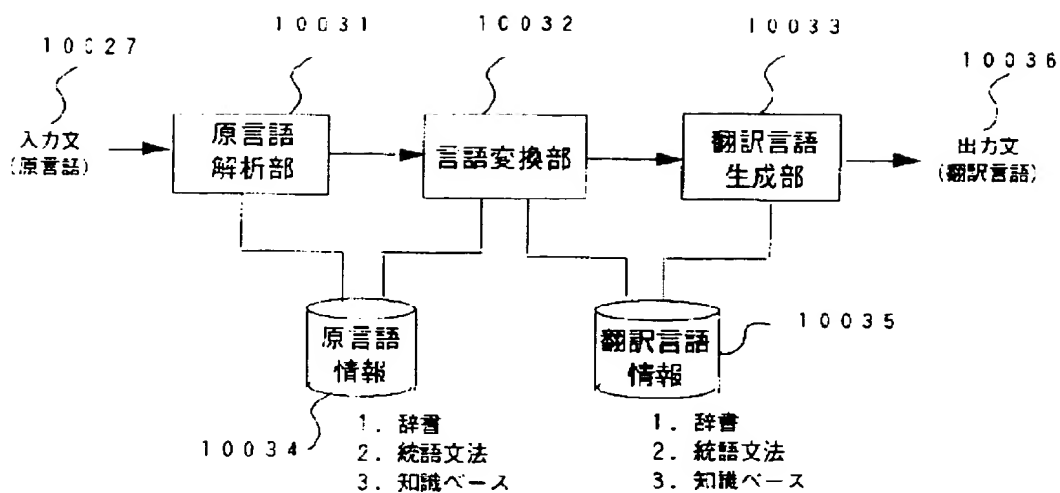 10027
10031
10032
10033
10036
入力文
(原言語)
原言語
解析部
言語変換部
翻訳言語
生成部
出力文
(翻訳言語)
原言語
情報
翻訳言語
情報
10035
10034
1. 辞書
2. 統語文法
3. 知識ベース
1. 辞書
2. 統語文法
3. 知識ベース